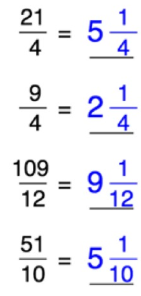 21/4 = 5 1/4
9/4 = 2 1/4
109/12 = 9 1/12
51/10 = 5 1/10